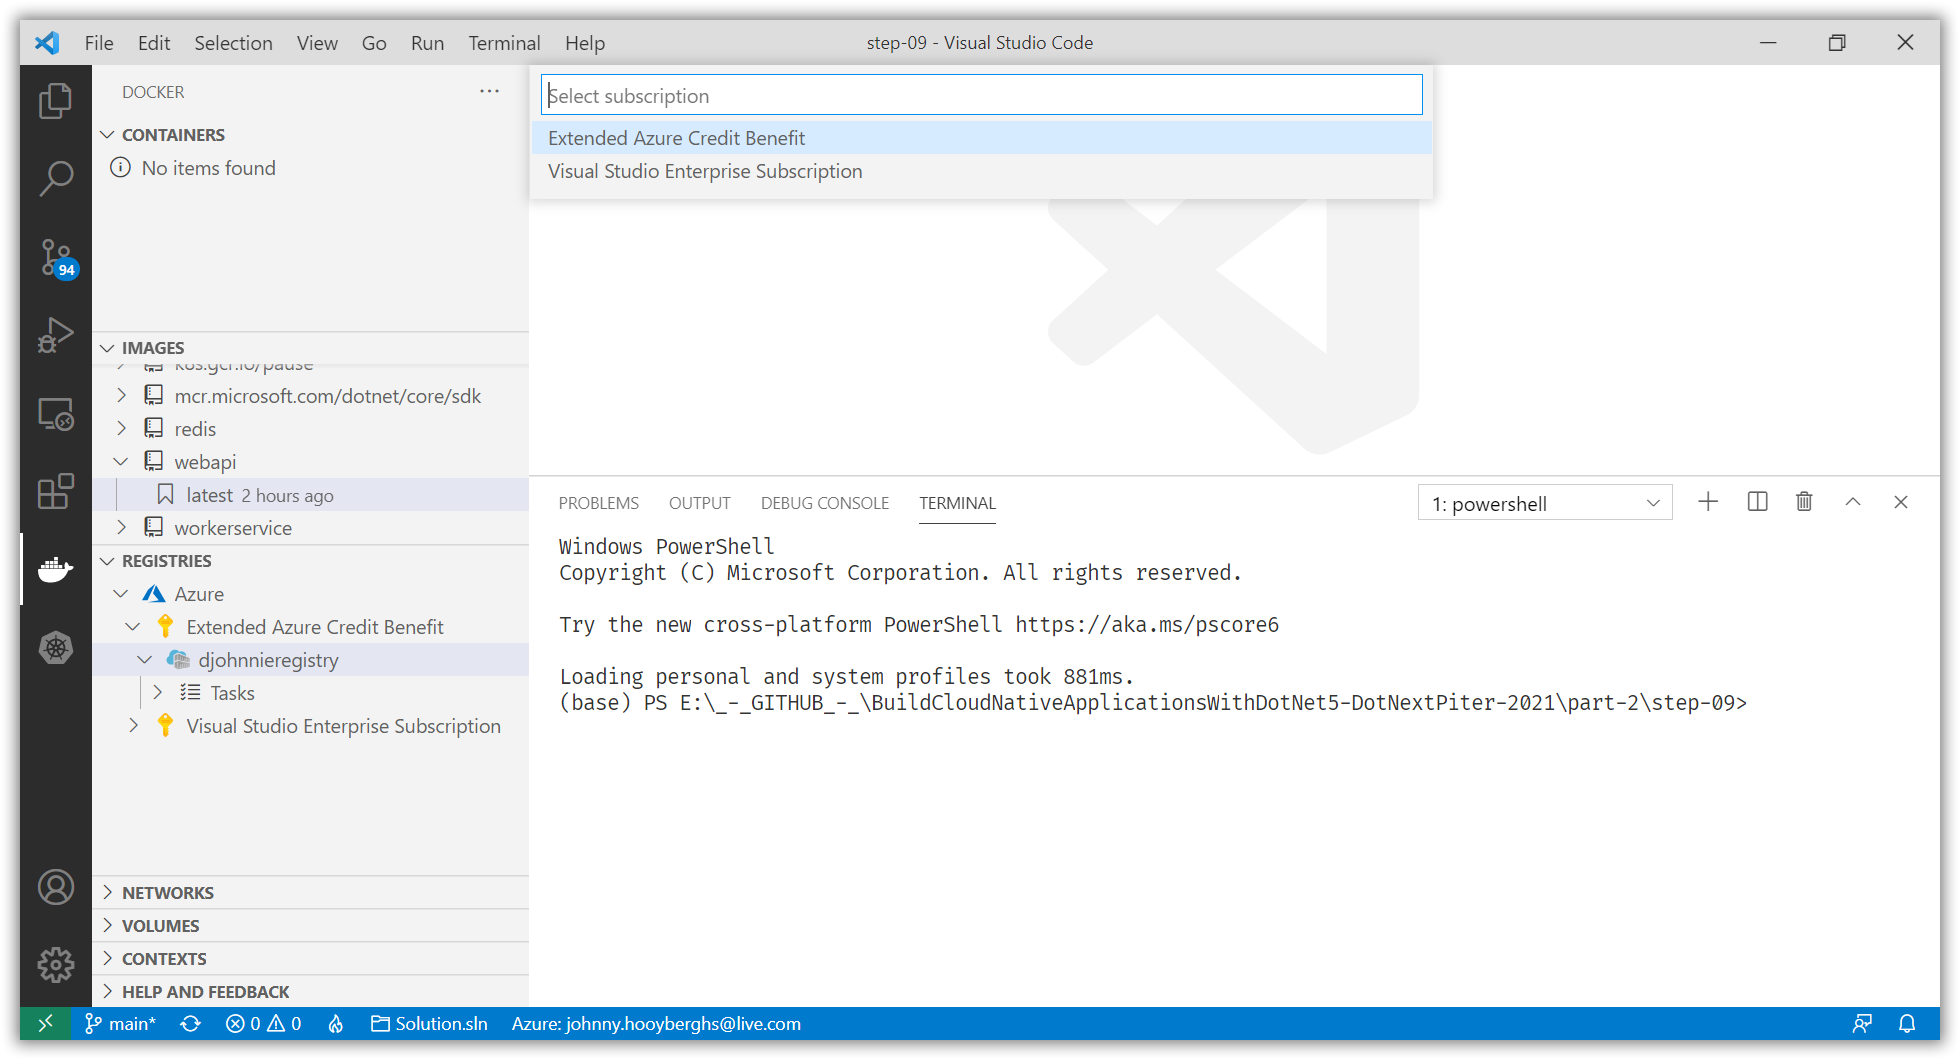 File Edit Selection View Go Run Terminal Help
step-09 - Visual Studio Code
DOCKER
...
Select subscription
Extended Azure Credit Benefit
Visual Studio Enterprise Subscription
CONTAINERS
No items found
94
IMAGES
k8s.gcr.io/pause
mcr.microsoft.com/dotnet/core/sdk
redis
webapi
latest 2 hours ago
workerservice
REGISTRIES
Azure
Extended Azure Credit Benefit
djohnnieregistry
Tasks
Visual Studio Enterprise Subscription
NETWORKS
VOLUMES
CONTEXTS
HELP AND FEEDBACK
PROBLEMS OUTPUT DEBUG CONSOLE TERMINAL
1: powershell
Windows PowerShell
Copyright (C) Microsoft Corporation. All rights reserved.
Try the new cross-platform PowerShell https://aka.ms/pscore6
Loading personal and system profiles took 881ms.
(base) PS E:\_-_GITHUB_-_\BuildCloudNativeApplicationsWithDotNet5-DotNextPiter-2021\part-2\step-09>
main* 0 0 Solution.sln Azure: johnny.hooyberghs@live.com